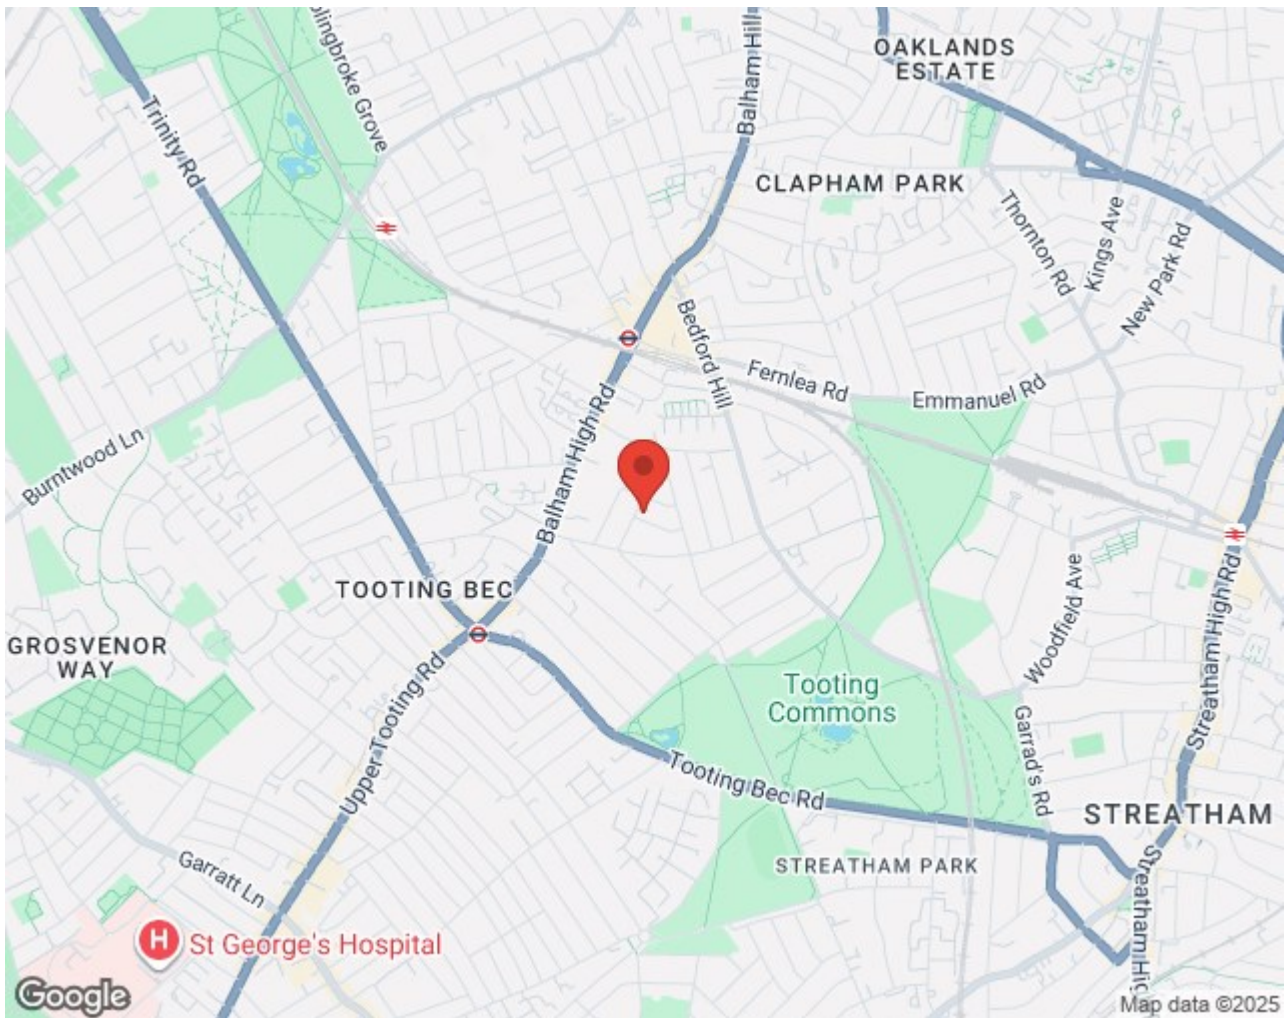 OAKLANDS
ESTATE
Balham Hill
olingbroke Grove
Trinity Rd
CLAPHAM PARK
Thornton Rd
Kings Ave
New Park Rd
Bedford Hill
Fernlea Rd
Emmanuel Rd
Balham High Rd
Burntwood Ln
TOOTING BEC
Woodfield Ave
Streatham High Rd
GROSVENOR
WAY
Upper Tooting Rd
Tooting
Commons
Garrad's Rd
Tooting Bec Rd
STREATHAM
STREATHAM PARK
Garratt Ln
Streatham Hig
H
St George's Hospital
Google
Map data ©2025